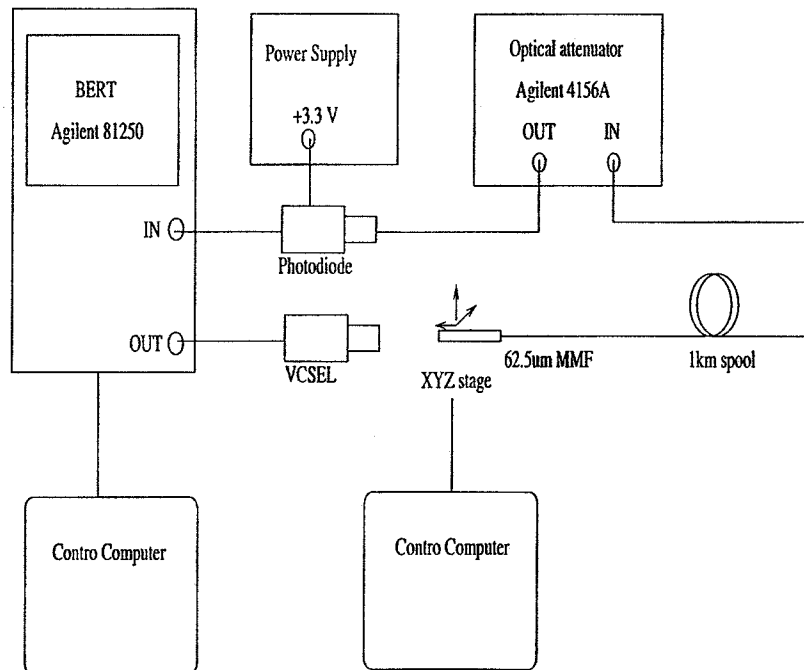 BERT
Agilent 81250
Power Supply
+3.3 V
Optical attenuator
Agilent 4156A
OUT
IN
IN
Photodiode
OUT
VCSEL
XYZ stage
62.5um MMF
1km spool
Contro Computer
Contro Computer